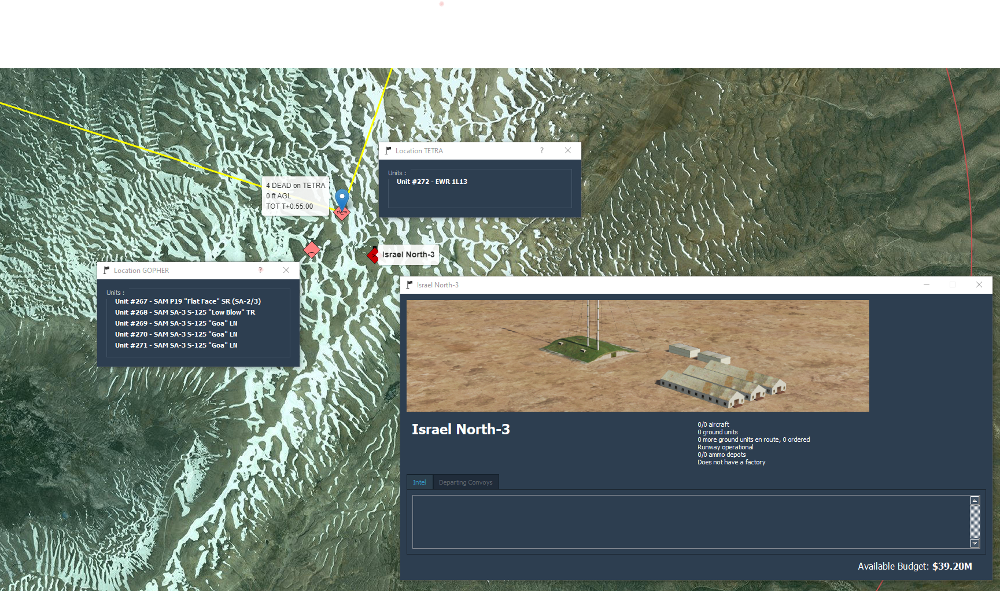 Location TETRA
?
Units :
Unit #272 - EWR 1L13
4 DEAD on TETRA
0 ft AGL
TOT T+0:55:00
Israel North-3
Location GOPHER
?
Units :
Unit #267 - SAM P19 "Flat Face" SR (SA-2/3)
Unit #268 - SAM SA-3 S-125 "Low Blow" TR
Unit #269 - SAM SA-3 S-125 "Goa" LN
Unit #270 - SAM SA-3 S-125 "Goa" LN
Unit #271 - SAM SA-3 S-125 "Goa" LN
Israel North-3
Israel North-3
0/0 aircraft
0 ground units
0 more ground units en route, 0 ordered
Runway operational
0/0 ammo depots
Does not have a factory
Intel
Departing Convoys
Available Budget: $39.20M